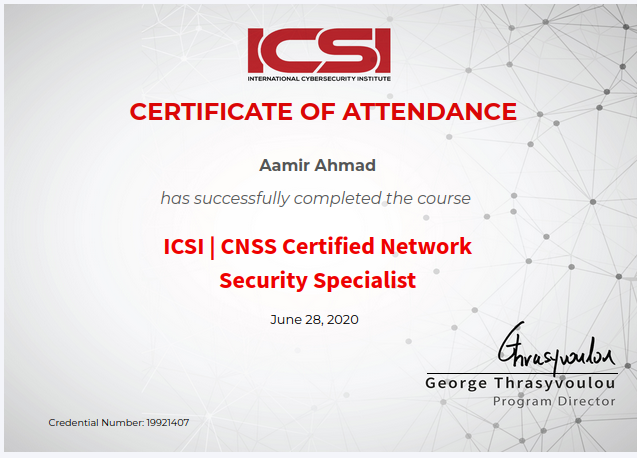 ICSI
INTERNATIONAL CYBERSECURITY INSTITUTE
CERTIFICATE OF ATTENDANCE
Aamir Ahmad
has successfully completed the course
ICSI | CNSS Certified Network
Security Specialist
June 28, 2020
Thrasyvoulou
George Thrasyvoulou
Program Director
Credential Number: 19921407